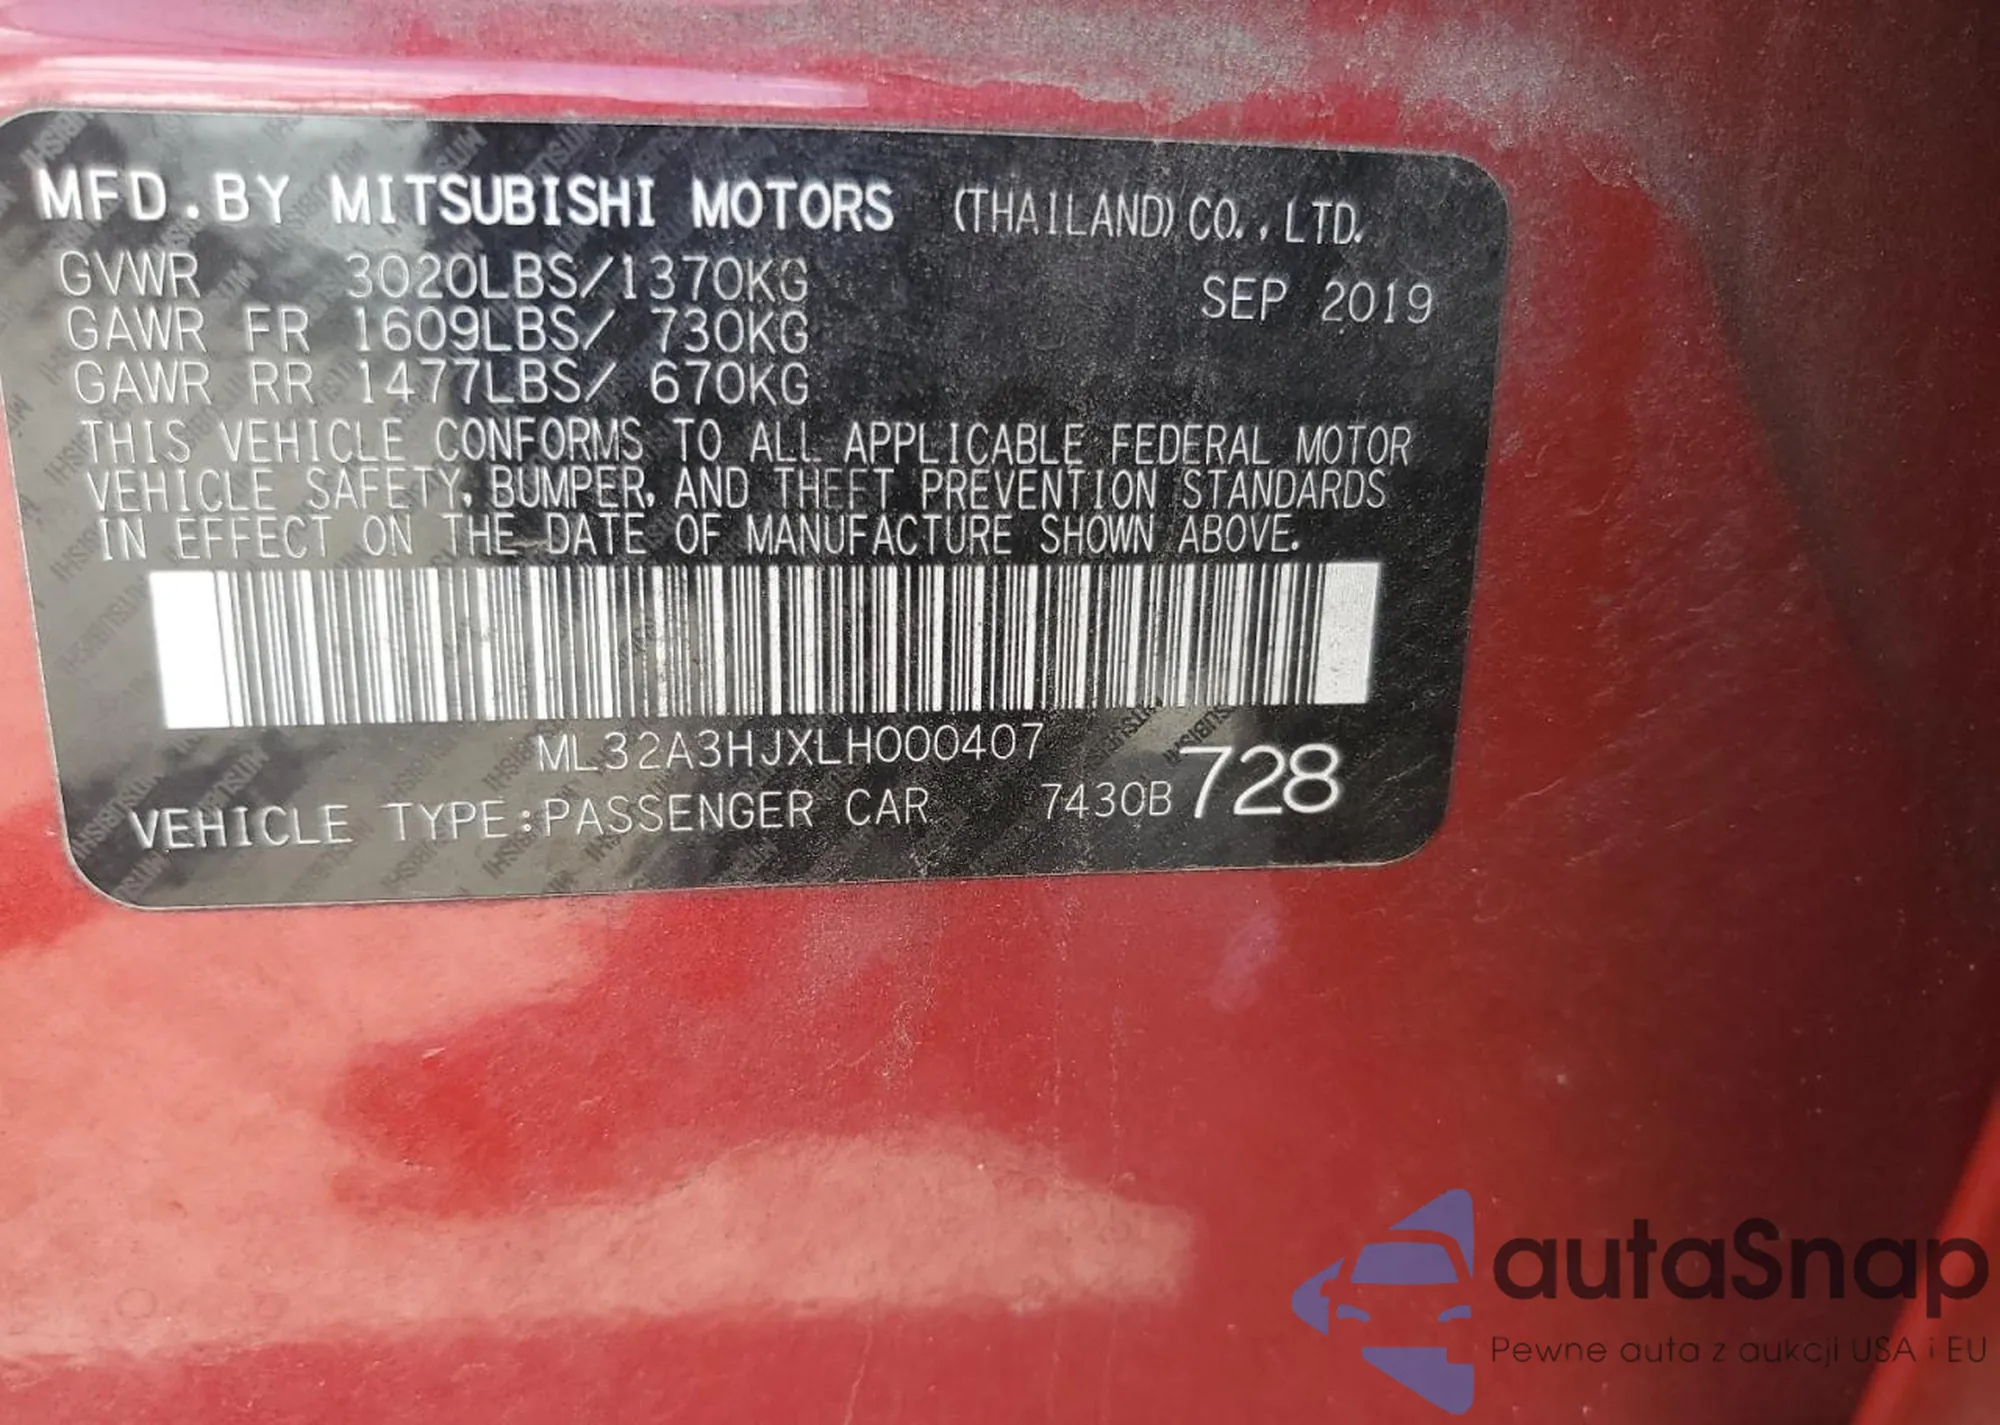 MFD.BY MITSUBISHI MOTORS (THAILAND) CO.,LTD.
GVWR 3020LBS/1370KG SEP 2019
GAWR FR 1609LBS/ 730KG
GAWR RR 1477LBS/ 670KG
THIS VEHICLE CONFORMS TO ALL APPLICABLE FEDERAL MOTOR
VEHICLE SAFETY, BUMPER, AND THEFT PREVENTION STANDARDS
IN EFFECT ON THE DATE OF MANUFACTURE SHOWN ABOVE.
ML32A3HJXLH000407
VEHICLE TYPE:PASSENGER CAR 7430B 728
autaSnap
Pewne auta z aukcji USA i EU